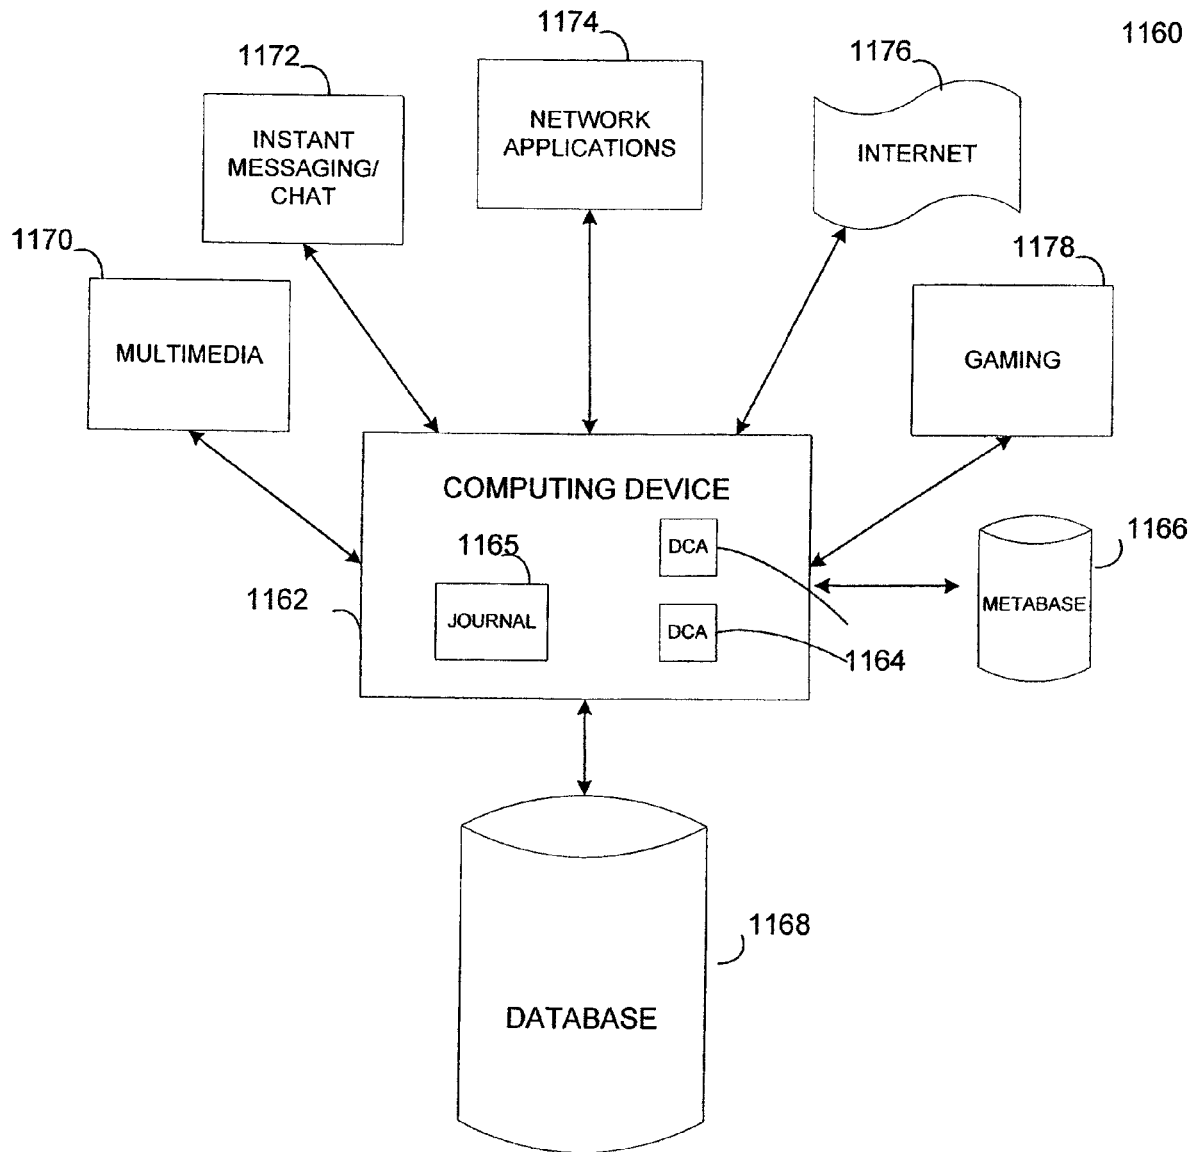 1160
1174
1172
1176
NETWORK
APPLICATIONS
INSTANT
MESSAGING/
CHAT
INTERNET
1170
1178
MULTIMEDIA
GAMING
COMPUTING DEVICE
1166
1165
DCA
1162
METABASE
JOURNAL
DCA
1164
1168
DATABASE